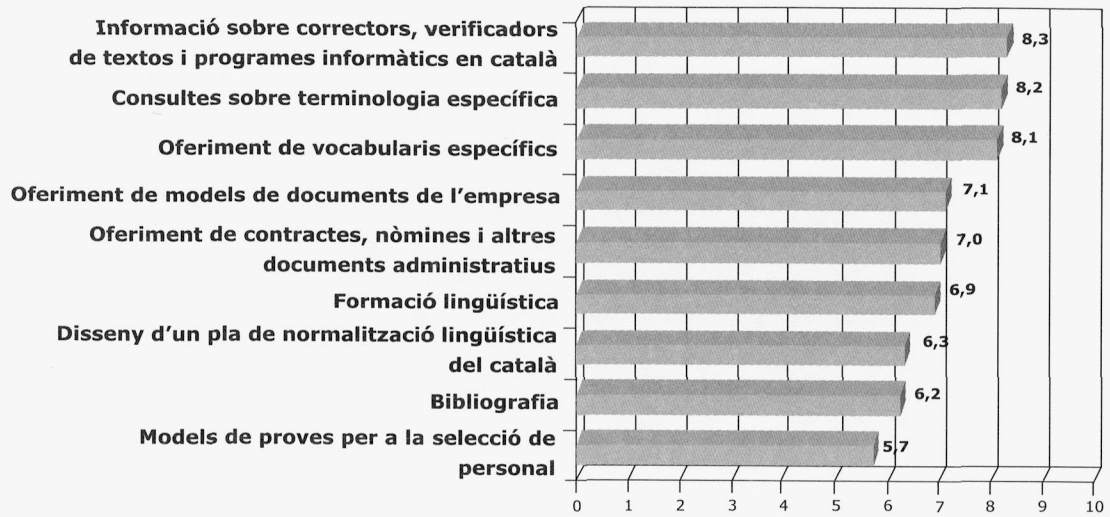 Informació sobre correctors, verificadors
de textos i programes informàtics en català
8,3
Consultes sobre terminologia específica
8,2
Oferiment de vocabularis específics
8,1
Oferiment de models de documents de l'empresa
7,1
Oferiment de contractes, nòmines i altres
documents administratius
7,0
Formació lingüística
6,9
Disseny d'un pla de normalització lingüística
del català
6,3
Bibliografia
6,2
Models de proves per a la selecció de
personal
5,7
0 1 2 3 4 5 6 7 8 9 10